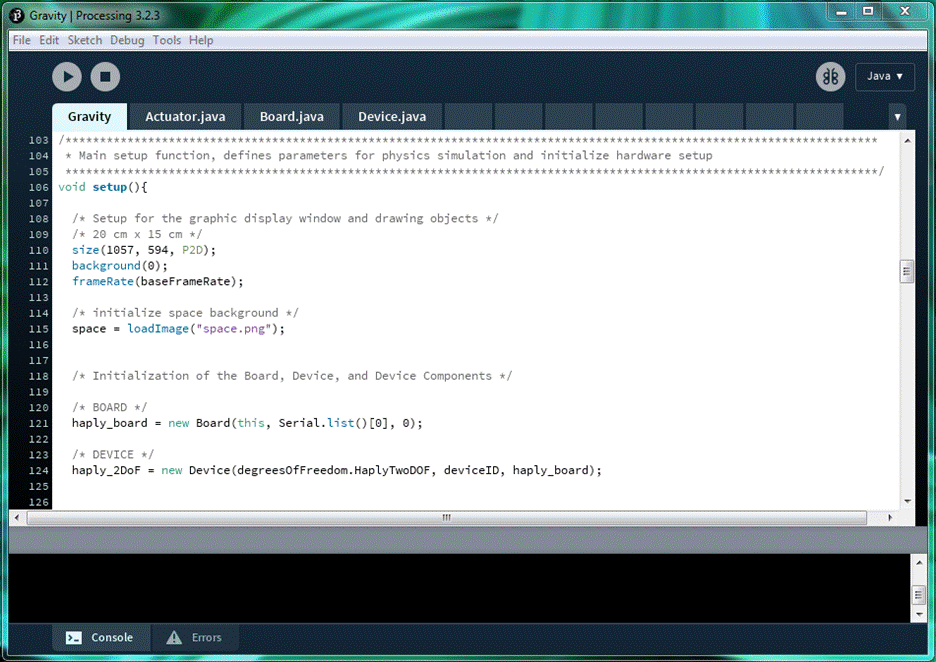 Gravity | Processing 3.2.3
File Edit Sketch Debug Tools Help
Java ▼
Gravity Actuator.java Board.java Device.java ▼
103 /**********************************************************************************************************************
104 * Main setup function, defines parameters for physics simulation and initialize hardware setup
105 **********************************************************************************************************************/
106 void setup(){
107
108 /* Setup for the graphic display window and drawing objects */
109 /* 20 cm x 15 cm */
110 size(1057, 594, P2D);
111 background(0);
112 frameRate(baseFrameRate);
113
114 /* initialize space background */
115 space = loadImage("space.png");
116
117
118 /* Initialization of the Board, Device, and Device Components */
119
120 /* BOARD */
121 haply_board = new Board(this, Serial.list()[0], 0);
122
123 /* DEVICE */
124 haply_2DoF = new Device(degreesOfFreedom.HaplyTwoDOF, deviceID, haply_board);
125
126
Console Errors